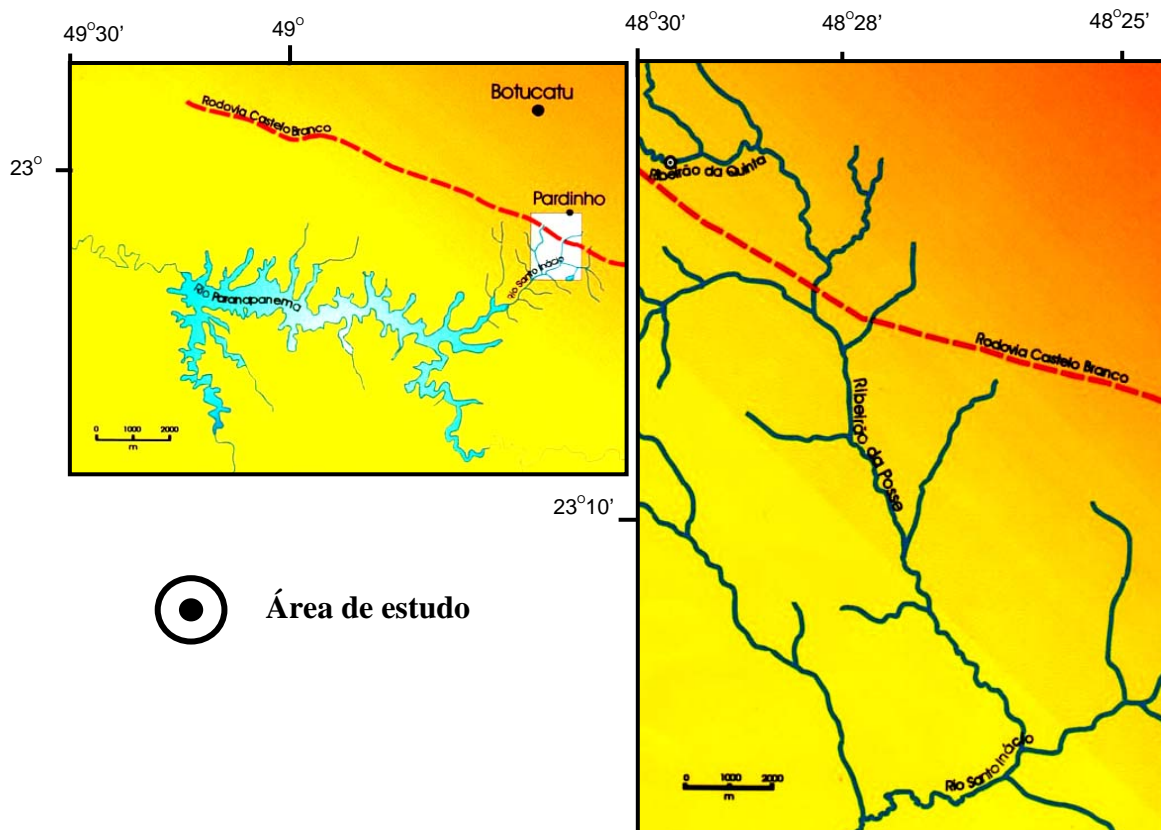 49°30'
49°
48°30'
48°28'
48°25'
Botucatu
Rodovia Castelo Branco
23°
Pardinho
Rio Santo Inácio
Rio Paranapanema
0 1000 2000
m
Ribeirão da Quinta
Rodovia Castelo Branco
Ribeirão da Posse
23°10'
Área de estudo
Rio Santo Inácio
0 1000 2000
m